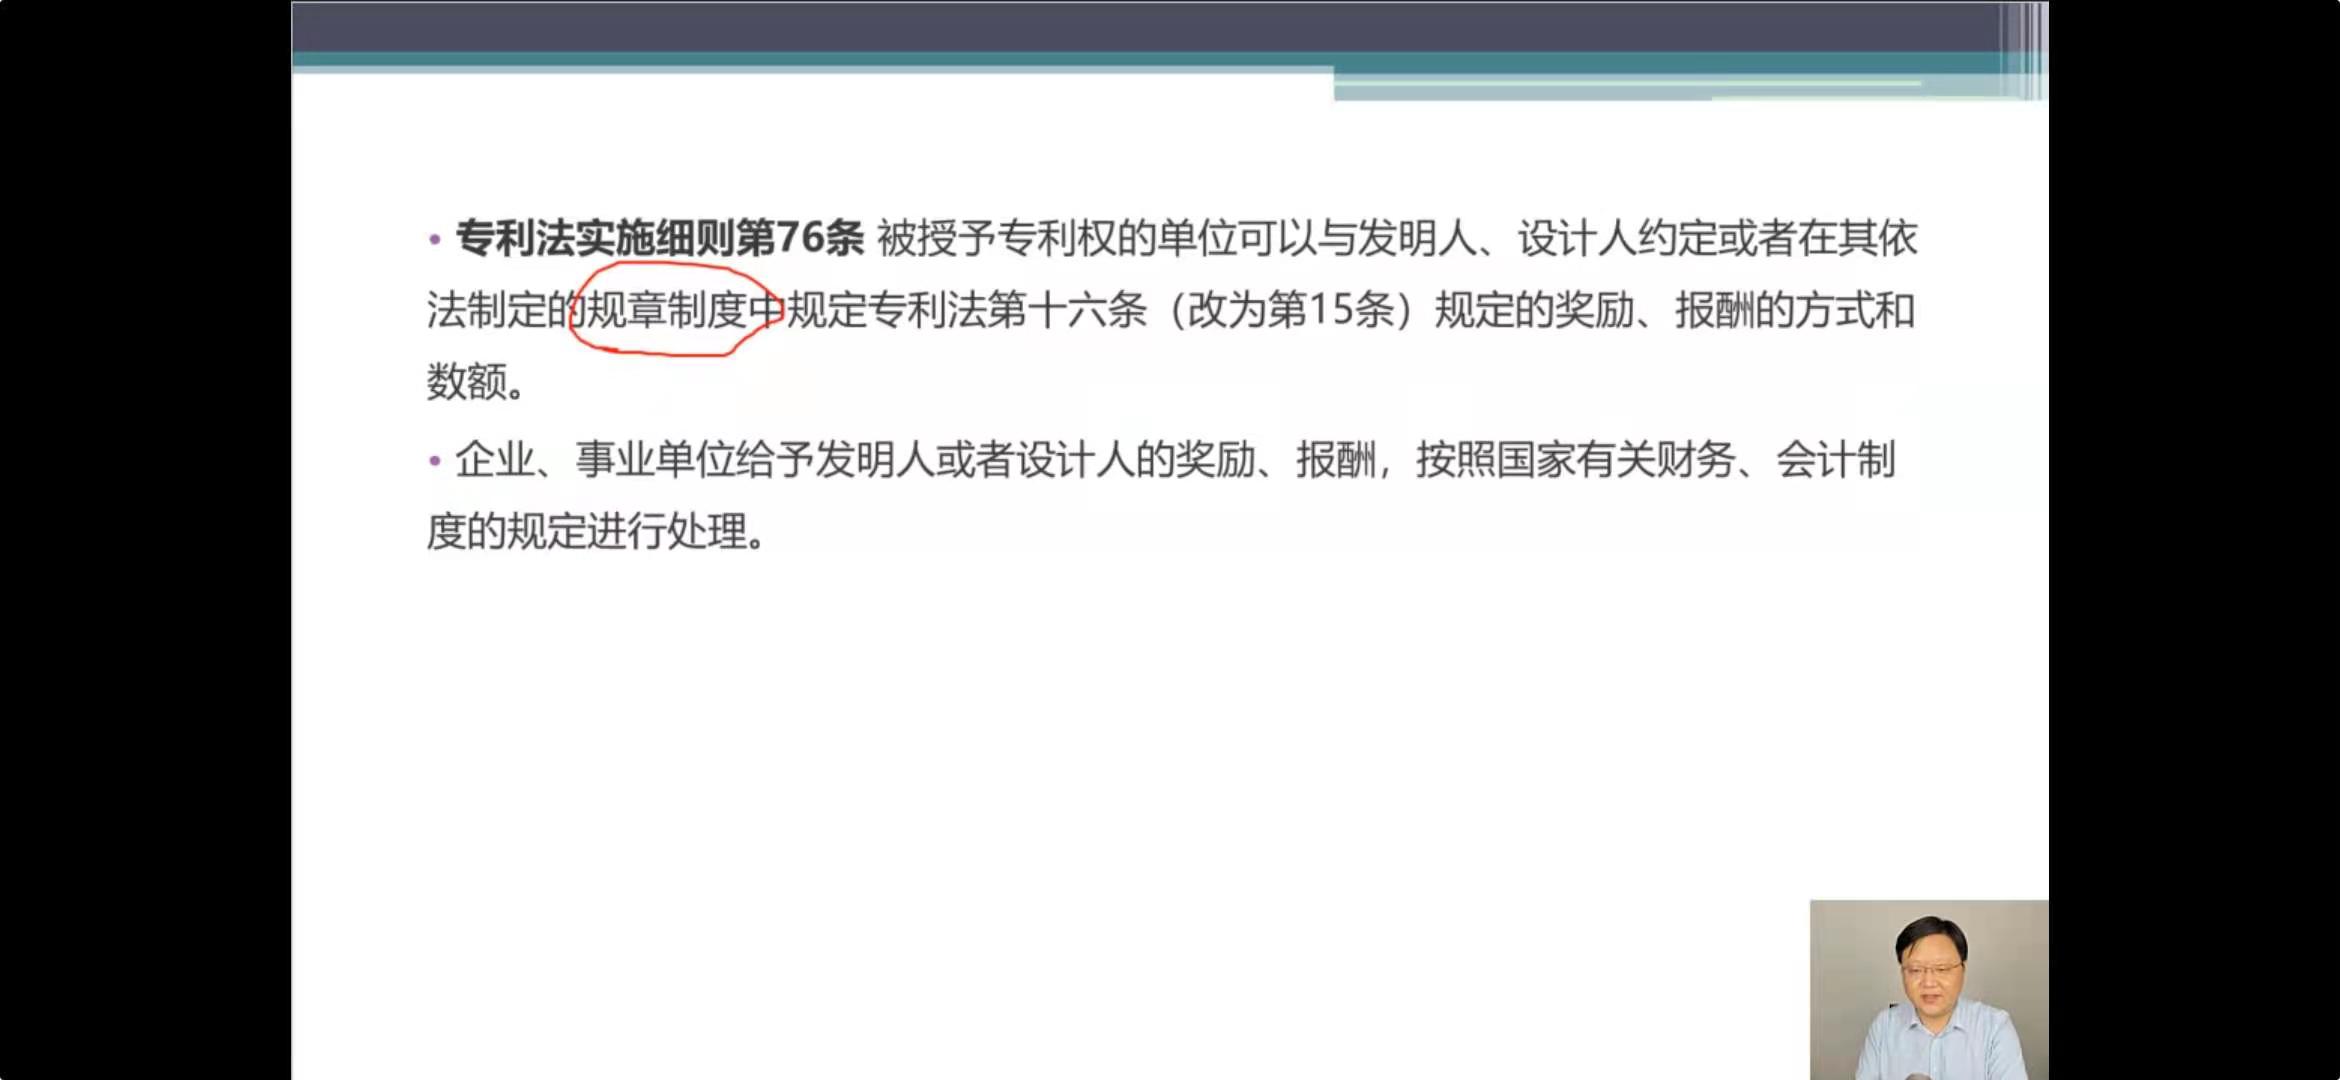 • 专利法实施细则第76条 被授予专利权的单位可以与发明人、设计人约定或者在其依
法制定的规章制度中规定专利法第十六条（改为第15条）规定的奖励、报酬的方式和
数额。
• 企业、事业单位给予发明人或者设计人的奖励、报酬，按照国家有关财务、会计制
度的规定进行处理。